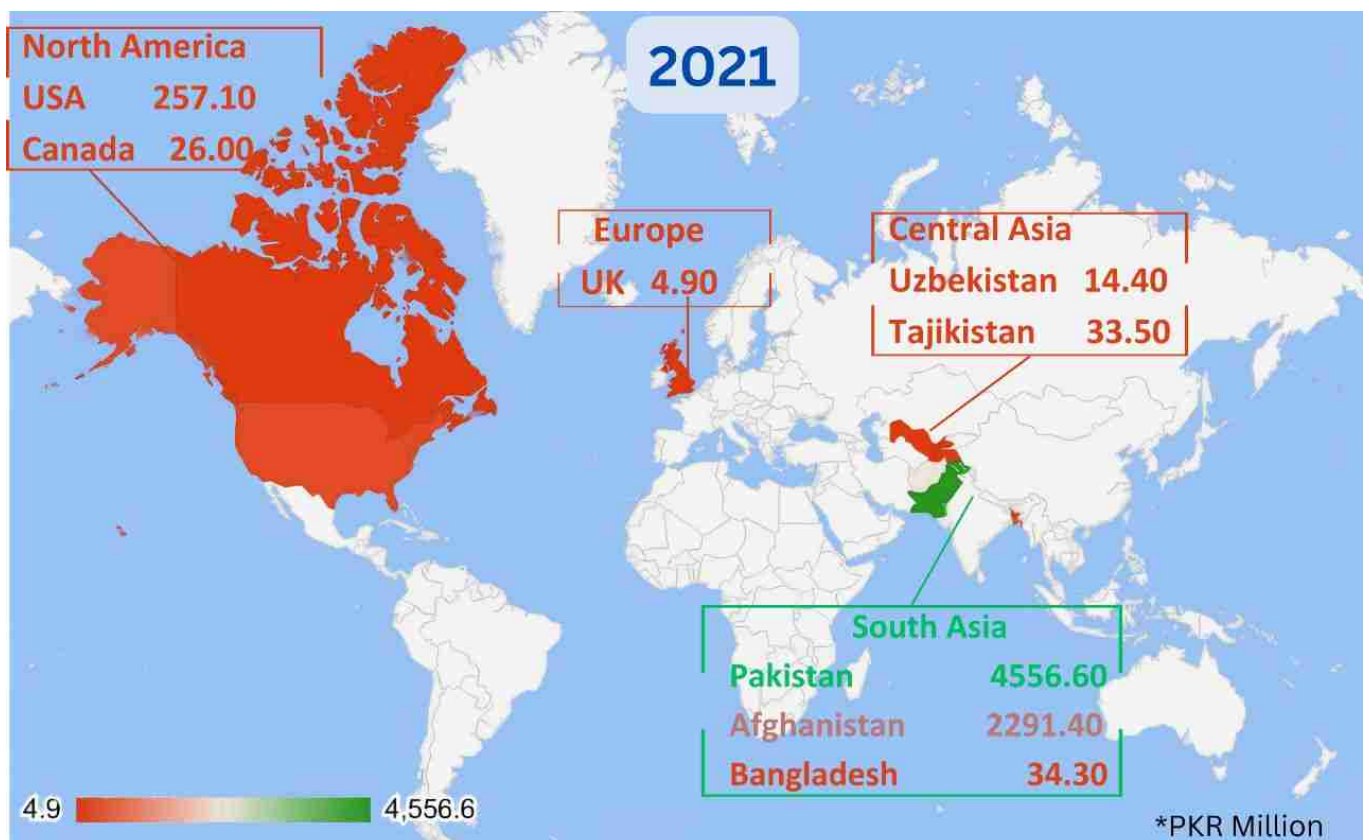 2021
North America
USA 257.10
Canada 26.00
Europe
UK 4.90
Central Asia
Uzbekistan 14.40
Tajikistan 33.50
South Asia
Pakistan 4556.60
Afghanistan 2291.40
Bangladesh 34.30
4.9 4,556.6
*PKR Million